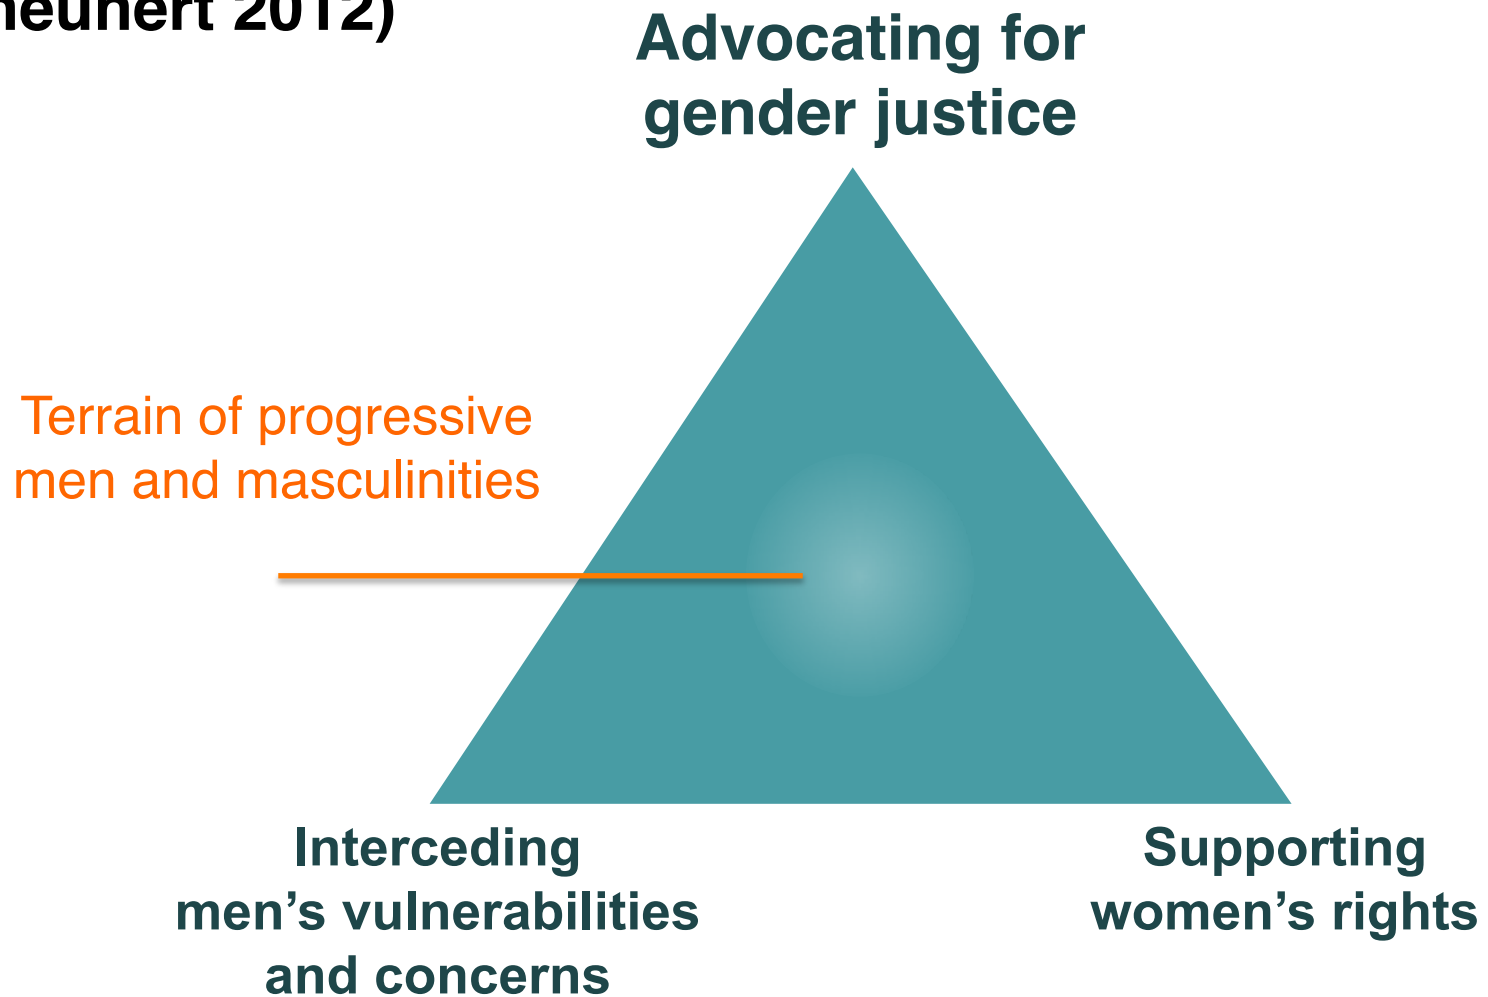 2012)
Advocating for
gender justice
Terrain of progressive
men and masculinities
Interceding
men’s vulnerabilities
and concerns
Supporting
women’s rights